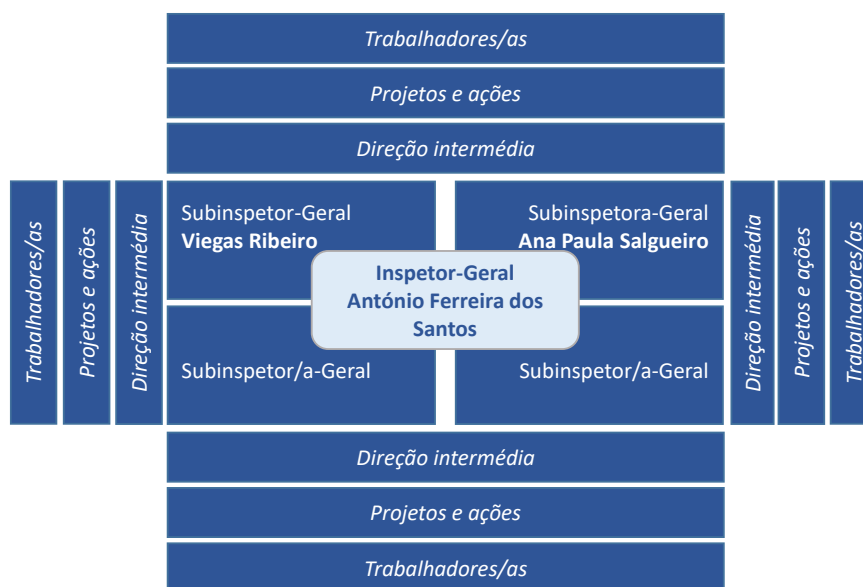 Trabalhadores/as
Projetos e ações
Direção intermédia
Trabalhadores/as
Projetos e ações
Direção intermédia
Subinspetor-Geral
Viegas Ribeiro
Subinspetora-Geral
Ana Paula Salgueiro
Inspetor-Geral
António Ferreira dos
Santos
Subinspetor/a-Geral
Subinspetor/a-Geral
Direção intermédia
Projetos e ações
Trabalhadores/as
Direção intermédia
Projetos e ações
Trabalhadores/as